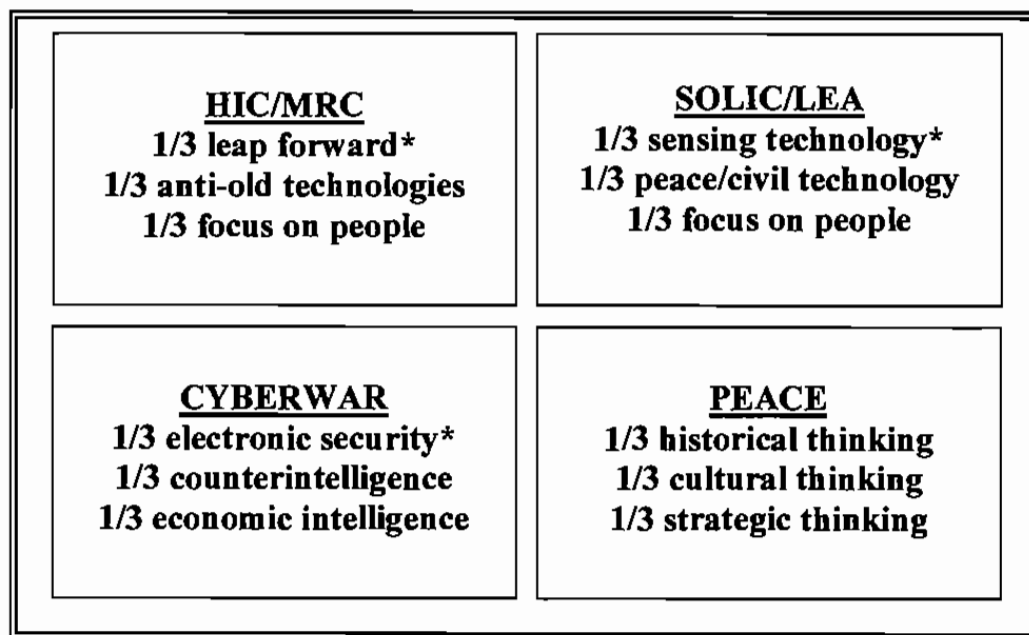 HIC/MRC
1/3 leap forward*
1/3 anti-old technologies
1/3 focus on people
SOLIC/LEA
1/3 sensing technology*
1/3 peace/civil technology
1/3 focus on people
CYBERWAR
1/3 electronic security*
1/3 counterintelligence
1/3 economic intelligence
PEACE
1/3 historical thinking
1/3 cultural thinking
1/3 strategic thinking